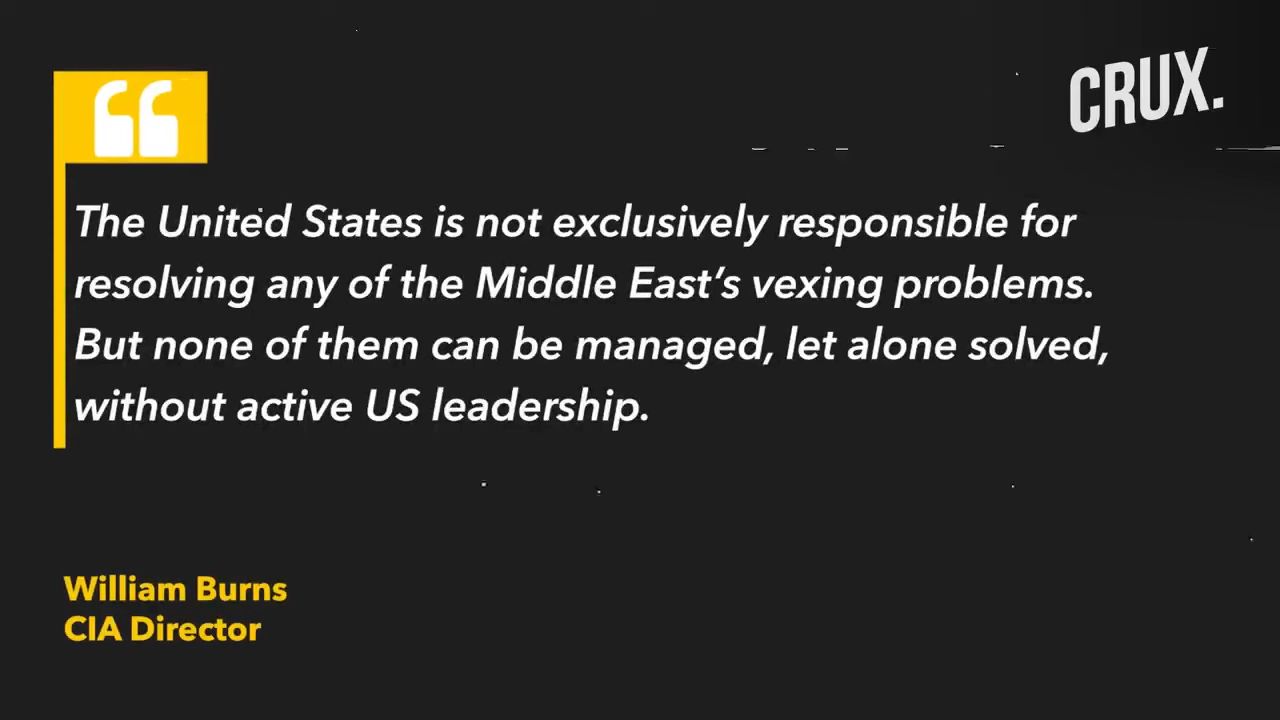 CRUX.
“
The United States is not exclusively responsible for
resolving any of the Middle East‘s vexing problems.
But none of them can be managed, let alone solved,
without active US leadership.
William Burns
CIA Director